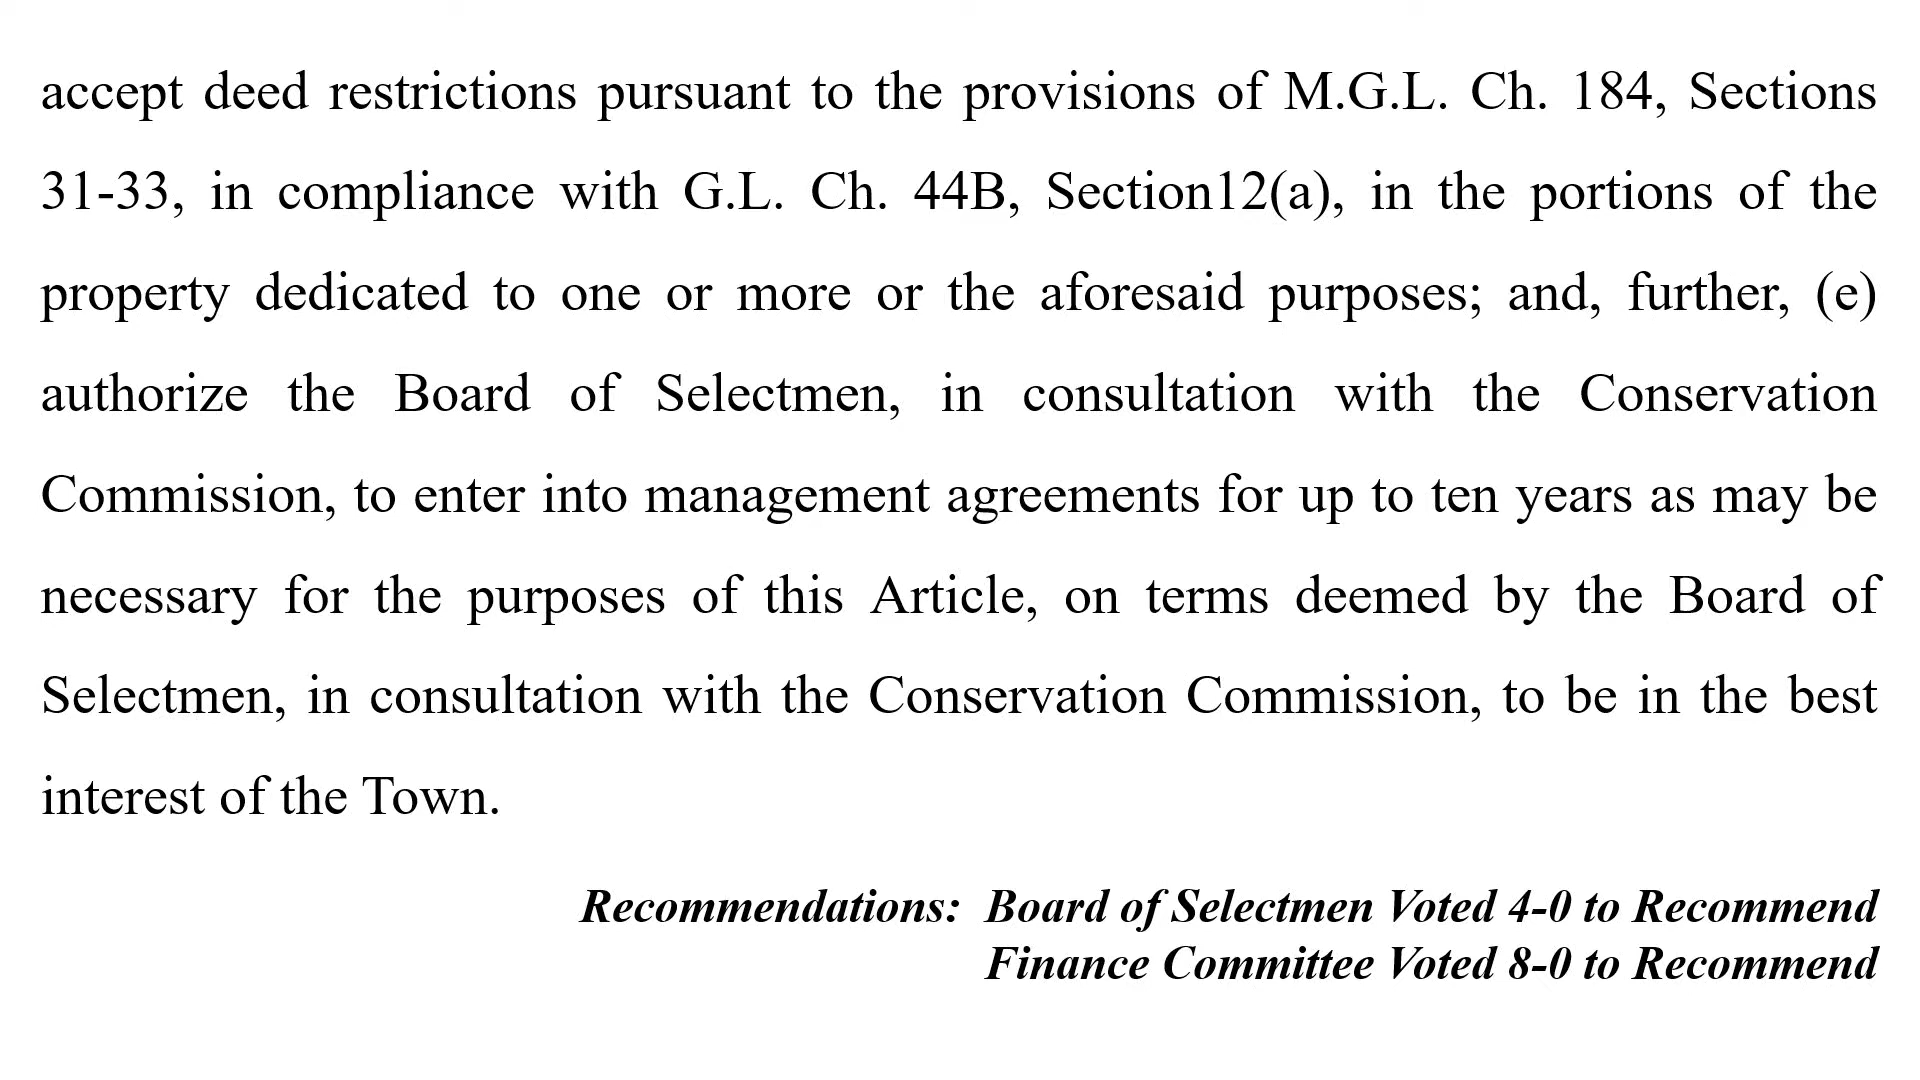 accept deed restrictions pursuant to the provisions of M.G.L. Ch. 184, Sections
31-33, in compliance with G.L. Ch. 44B, Section12(a), in the portions of the
property dedicated to one or more or the aforesaid purposes; and, further, (e)
authorize the Board of Selectmen, in consultation with the Conservation
Commission, to enter into management agreements for up to ten years as may be
necessary for the purposes of this Article, on terms deemed by the Board of
Selectmen, in consultation with the Conservation Commission, to be in the best
interest of the Town.
Recommendations: Board of Selectmen Voted 4-0 to Recommend
Finance Committee Voted 8-0 to Recommend